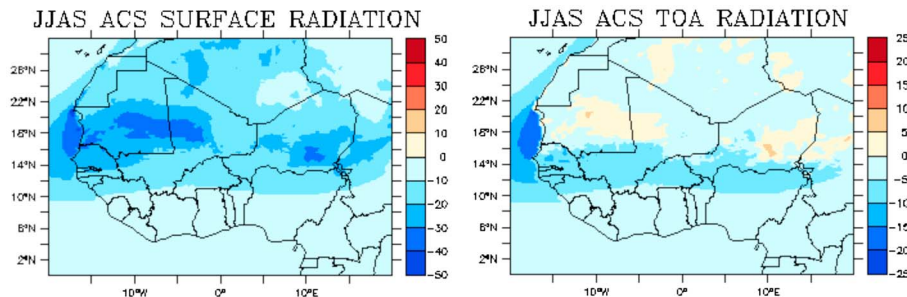 JJAS ACS SURFACE RADIATION
28°N
22°N
18°N
14°N
10°N
6°N
2°N
10°W
0°
10°E
50
40
30
20
10
0
-10
-20
-30
-40
-50
JJAS ACS TOA RADIATION
28°N
22°N
18°N
14°N
10°N
6°N
2°N
10°W
0°
10°E
25
20
15
10
5
0
-5
-10
-15
-20
-25